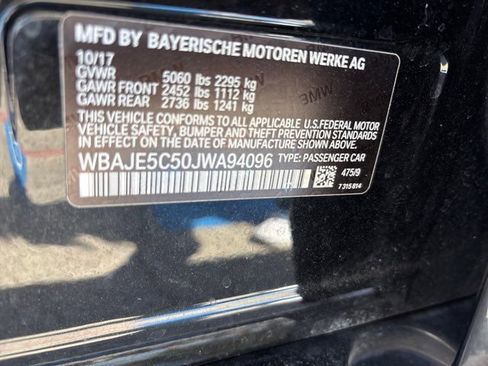 MFD BY BAYERISCHE MOTOREN WERKE AG
10/17
GVWR 5060 lbs 2295 kg
GAWR FRONT 2452 lbs 1112 kg
GAWR REAR 2736 lbs 1241 kg
THIS VEHICLE CONFORMS TO ALL APPLICABLE U.S.FEDERAL MOTOR
VEHICLE SAFETY, BUMPER AND THEFT PREVENTION STANDARDS
IN EFFECT ON THE DATE OF MANUFACTURE SHOWN ABOVE.
WBAJE5C50JWA94096 TYPE: PASSENGER CAR
475/9
7 315 814